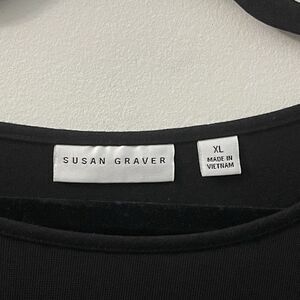 SUSAN GRAVER
XL
MADE IN
VIETNAM